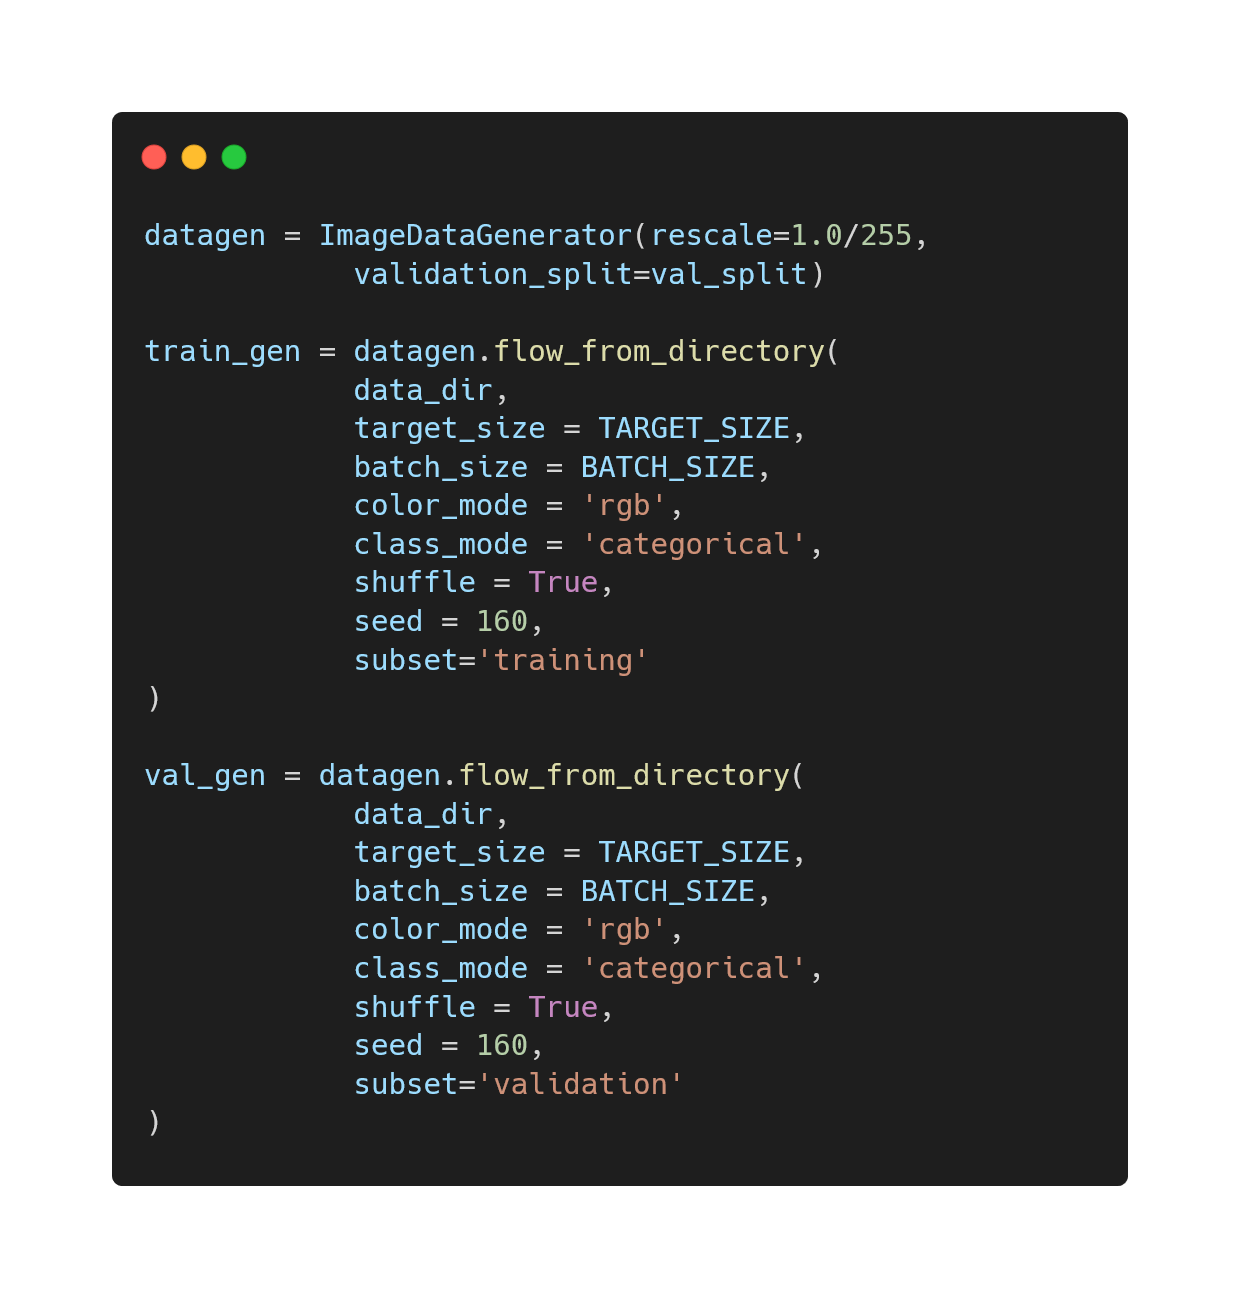 datagen = ImageDataGenerator(rescale=1.0/255,
            validation_split=val_split)

train_gen = datagen.flow_from_directory(
            data_dir,
            target_size = TARGET_SIZE,
            batch_size = BATCH_SIZE,
            color_mode = 'rgb',
            class_mode = 'categorical',
            shuffle = True,
            seed = 160,
            subset='training'
)

val_gen = datagen.flow_from_directory(
            data_dir,
            target_size = TARGET_SIZE,
            batch_size = BATCH_SIZE,
            color_mode = 'rgb',
            class_mode = 'categorical',
            shuffle = True,
            seed = 160,
            subset='validation'
)